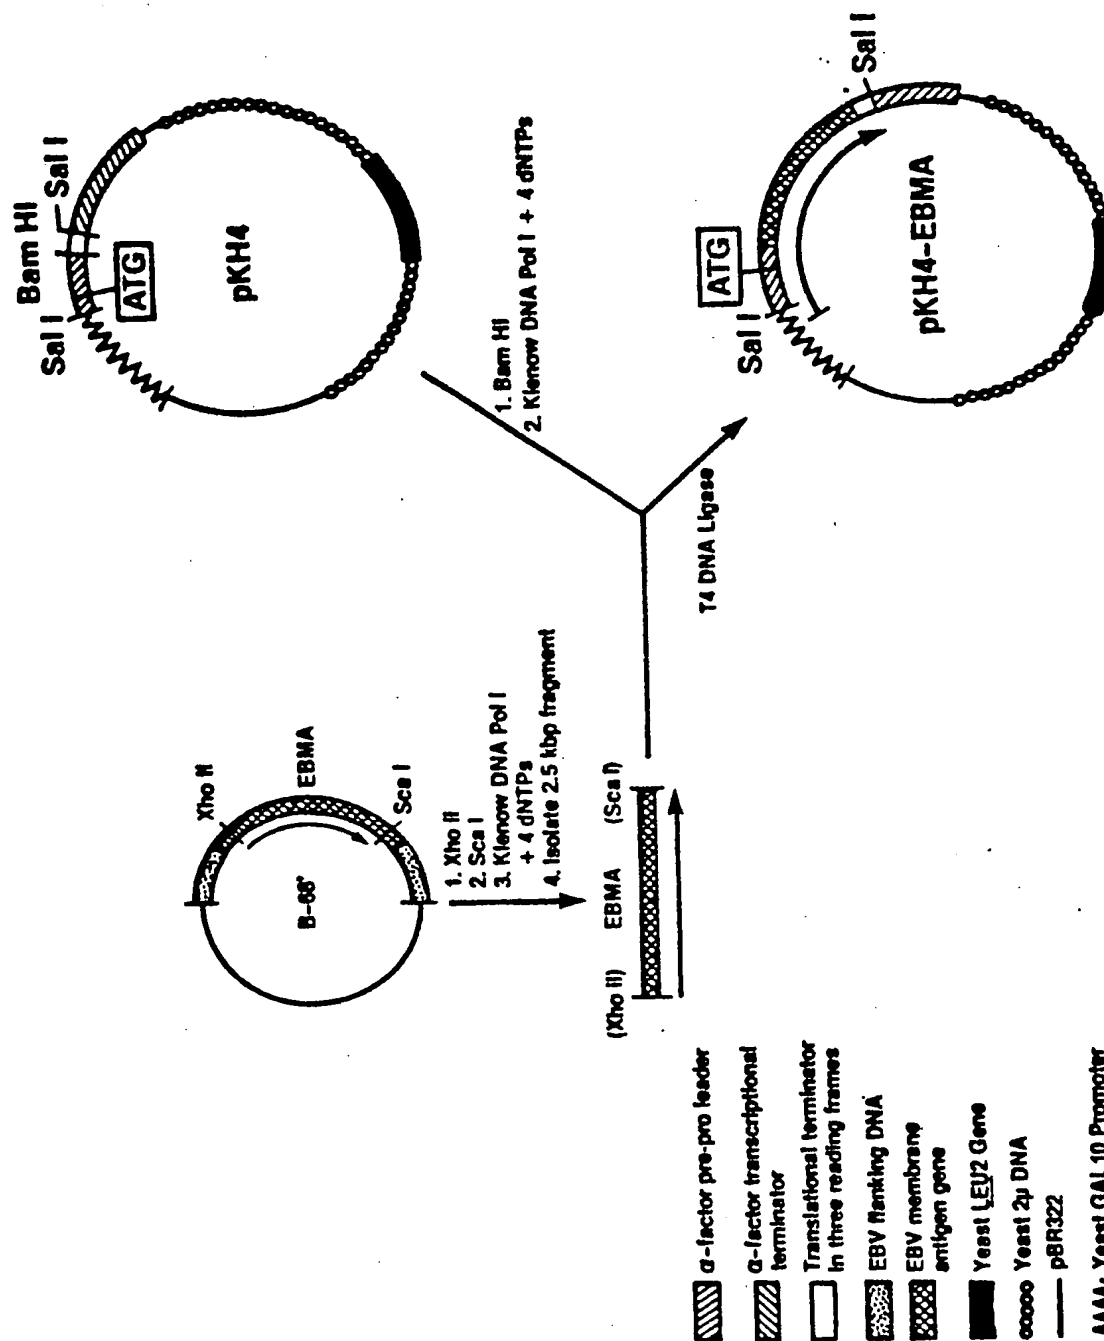 Xho II
EBMA
Sca I
B-68*
1. Xho II
2. Sca I
3. Klenow DNA Pol I
+ 4 dNTPs
4. Isolate 2.5 kbp fragment
(Xho II) EBMA (Sca I)
Bam HI
Sal I
Sal I
ATG
pKH4
1. Bam HI
2. Klenow DNA Pol I + 4 dNTPs
T4 DNA Ligase
ATG
Sal I
Sal I
pKH4-EBMA
α-factor pre-pro leader
α-factor transcriptional
terminator
Translational terminator
in three reading frames
EBV flanking DNA
EBV membrane
antigen gene
Yeast LEU2 Gene
Yeast 2μ DNA
pBR322
Yeast GAL 10 Promoter